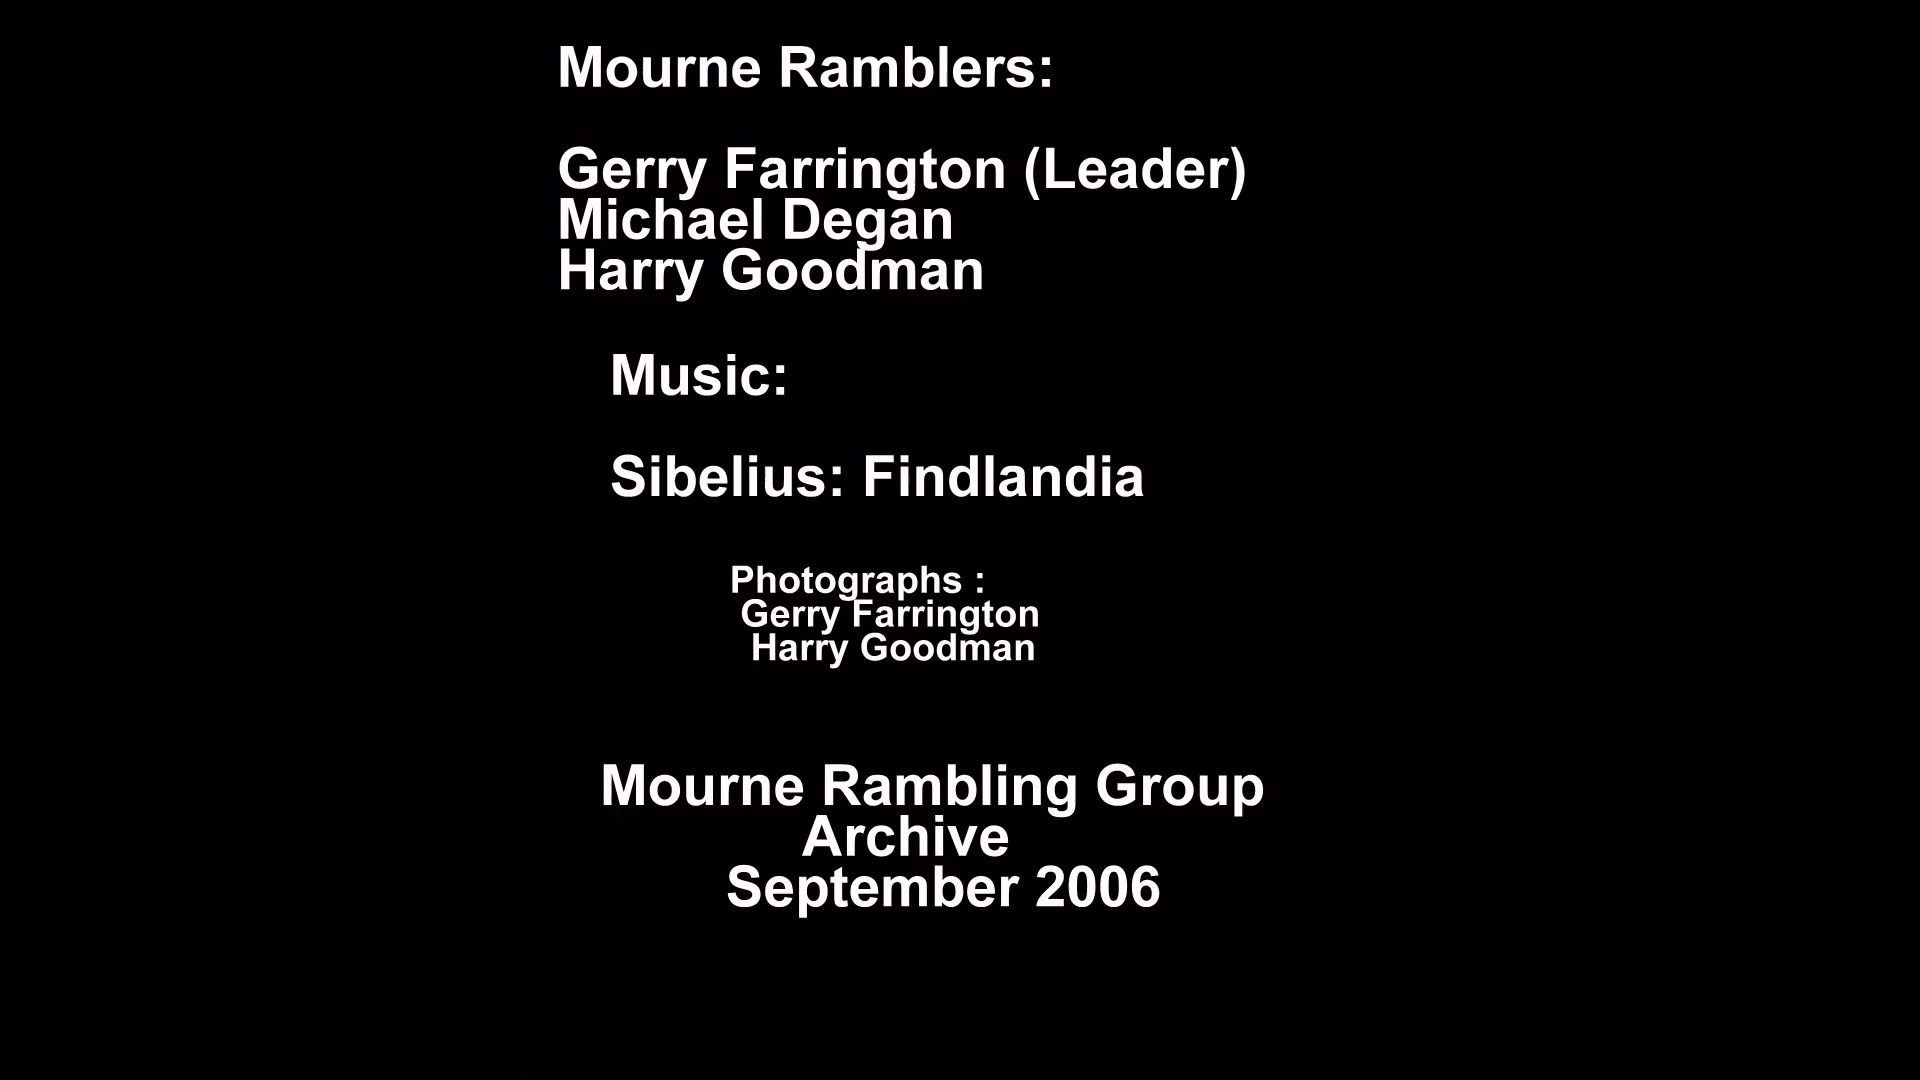 Mourne Ramblers:
Gerry Farrington (Leader)
Michael Degan
Harry Goodman
Music:
Sibelius: Findlandia
Photographs :
Gerry Farrington
Harry Goodman
Mourne Rambling Group
Archive
September 2006